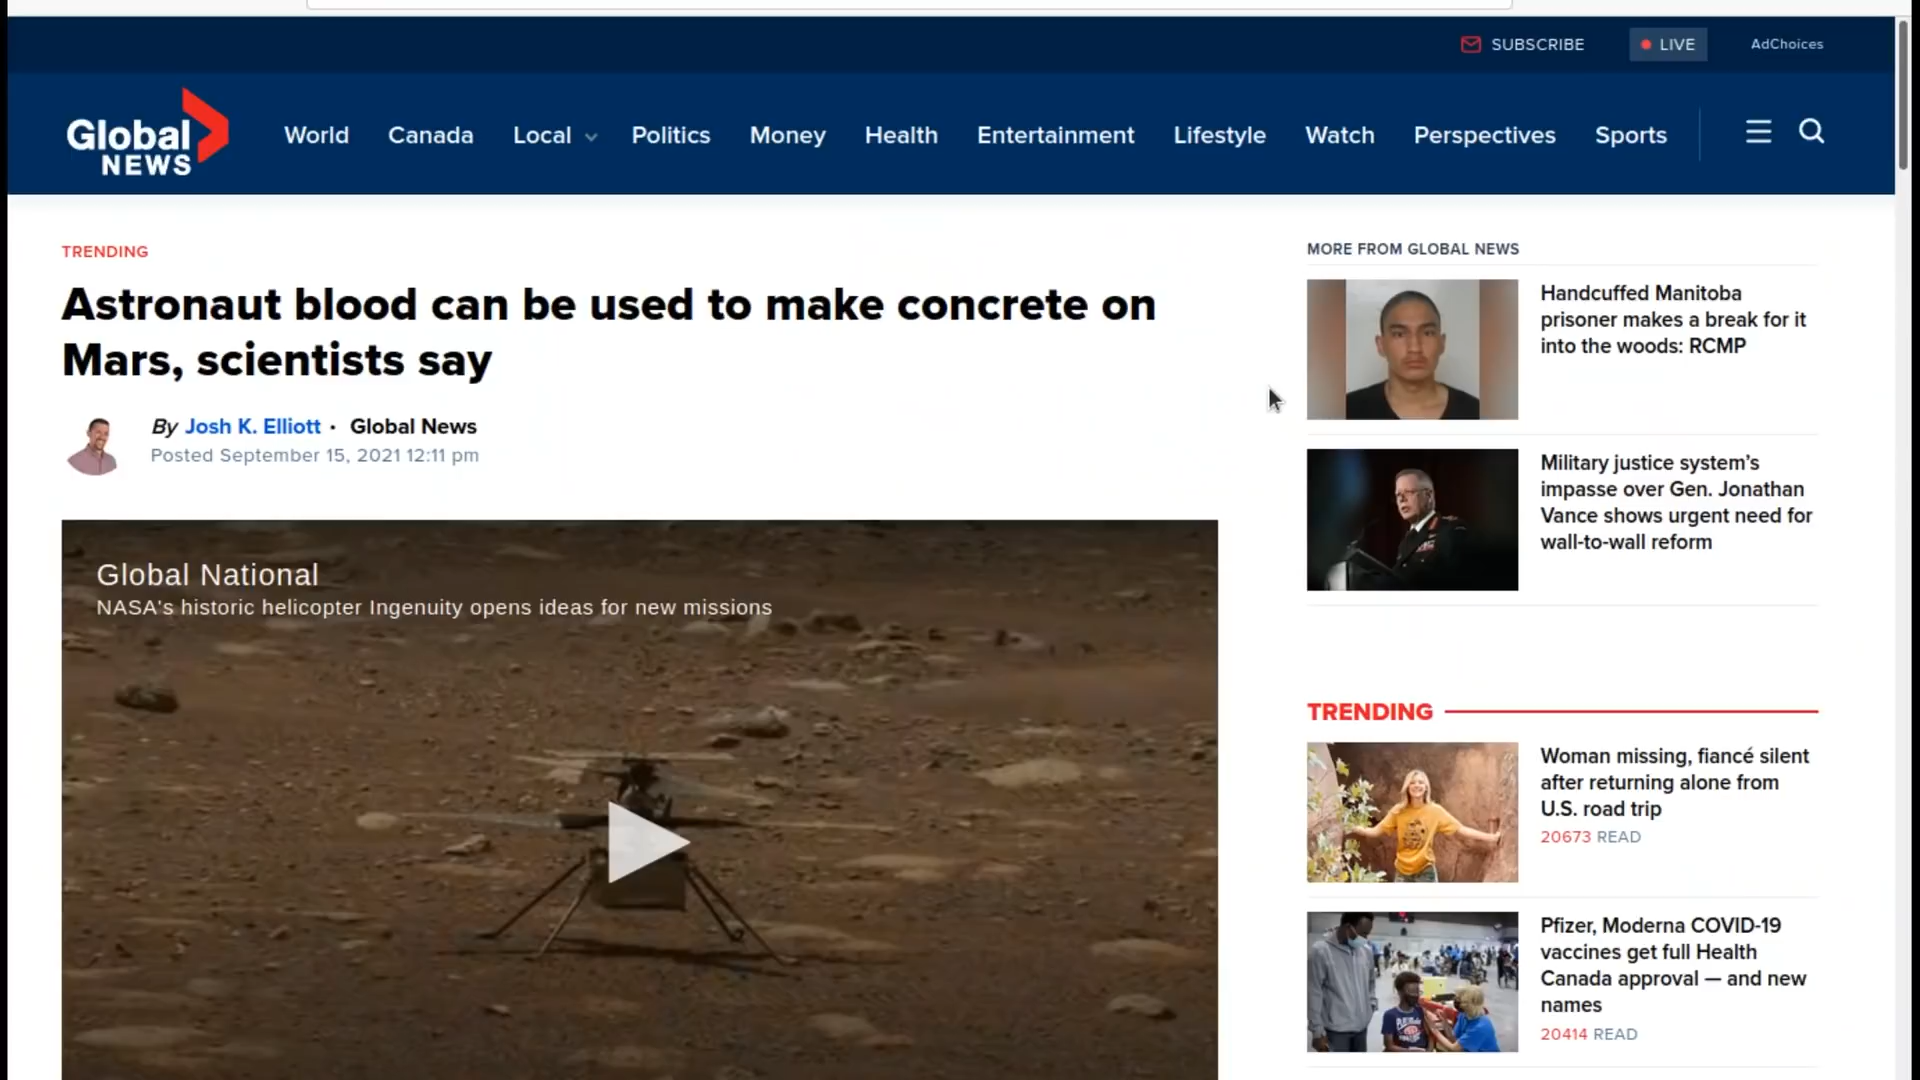 SUBSCRIBE
LIVE
AdChoices
Global
NEWS
World
Canada
Local
Politics
Money
Health
Entertainment
Lifestyle
Watch
Perspectives
Sports
TRENDING
Astronaut blood can be used to make concrete on
Mars, scientists say
By Josh K. Elliott · Global News
Posted September 15, 2021 12:11 pm
Global National
NASA's historic helicopter Ingenuity opens ideas for new missions
MORE FROM GLOBAL NEWS
Handcuffed Manitoba
prisoner makes a break for it
into the woods: RCMP
Military justice system’s
impasse over Gen. Jonathan
Vance shows urgent need for
wall-to-wall reform
TRENDING
Woman missing, fiancé silent
after returning alone from
U.S. road trip
20673 READ
Pfizer, Moderna COVID-19
vaccines get full Health
Canada approval — and new
names
20414 READ